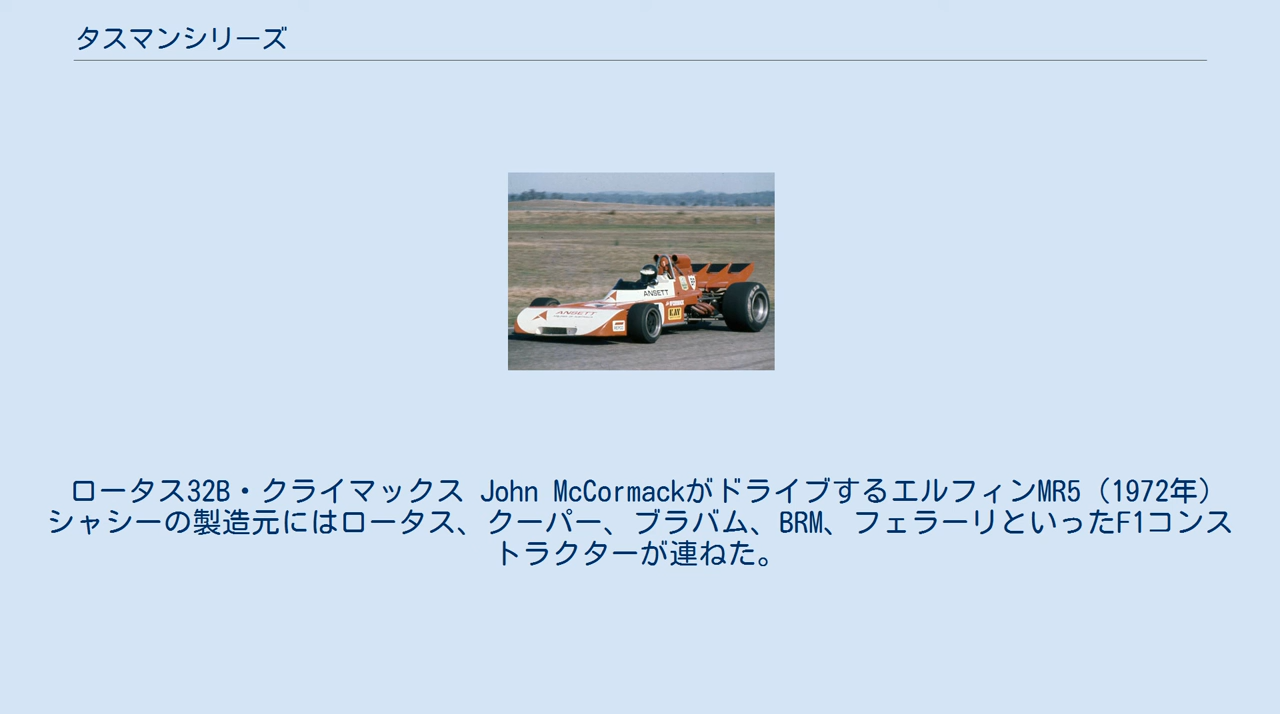 タスマンシリーズ
ANSETT
ANSETT
ロータス32B・クライマックス John McCormackがドライブするエルフィンMR5（1972年）
シャシーの製造元にはロータス、クーパー、ブラバム、BRM、フェラーリといったF1コンス
トラクターが連ねた。